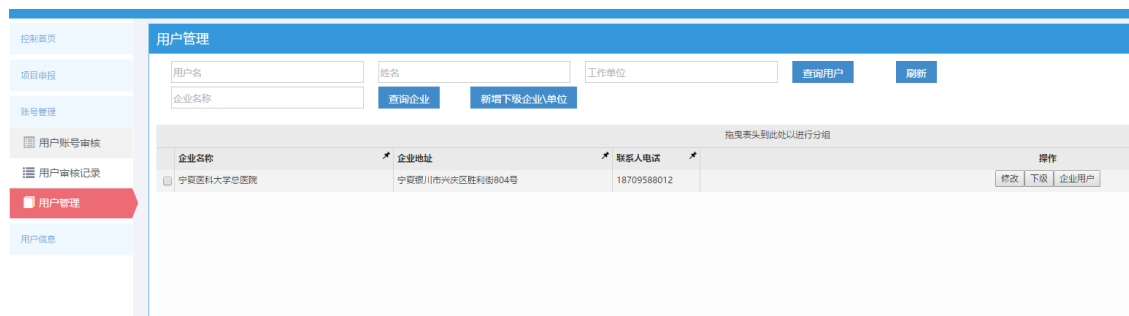 控制首页
项目申报
账号管理
用户账号审核
用户审核记录
用户管理
用户信息
用户管理
用户名 姓名 工作单位 查询用户 刷新
企业名称 查询企业 新增下级企业\单位
拖曳表头到此处以进行分组
企业名称 企业地址 联系人电话 操作
宁夏医科大学总医院 宁夏银川市兴庆区胜利街804号 18709588012 修改 下级 企业用户